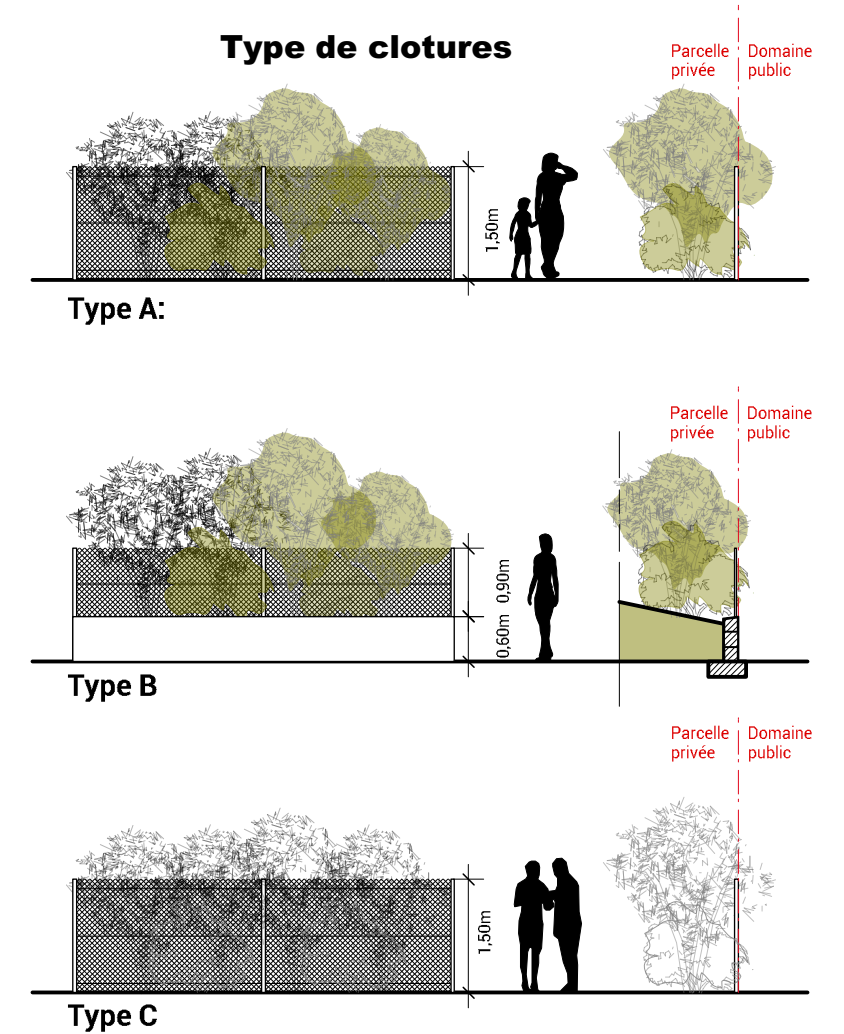 Type de clotures
Parcelle privée
Domaine public
1,50m
Type A:
Parcelle privée
Domaine public
0,90m
0,60m
Type B
Parcelle privée
Domaine public
1,50m
Type C